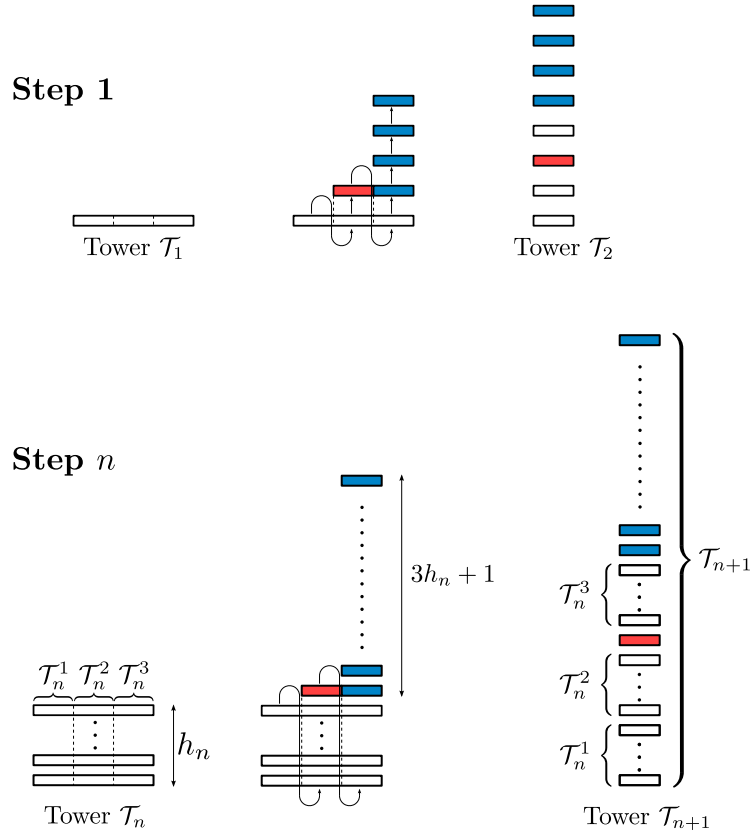 Step 1
Tower 𝒯₁
Tower 𝒯₂
Step n
3hₙ + 1
𝒯ₙ₊₁
𝒯ₙ³
𝒯ₙ¹ 𝒯ₙ² 𝒯ₙ³
𝒯ₙ²
hₙ
𝒯ₙ¹
Tower 𝒯ₙ
Tower 𝒯ₙ₊₁